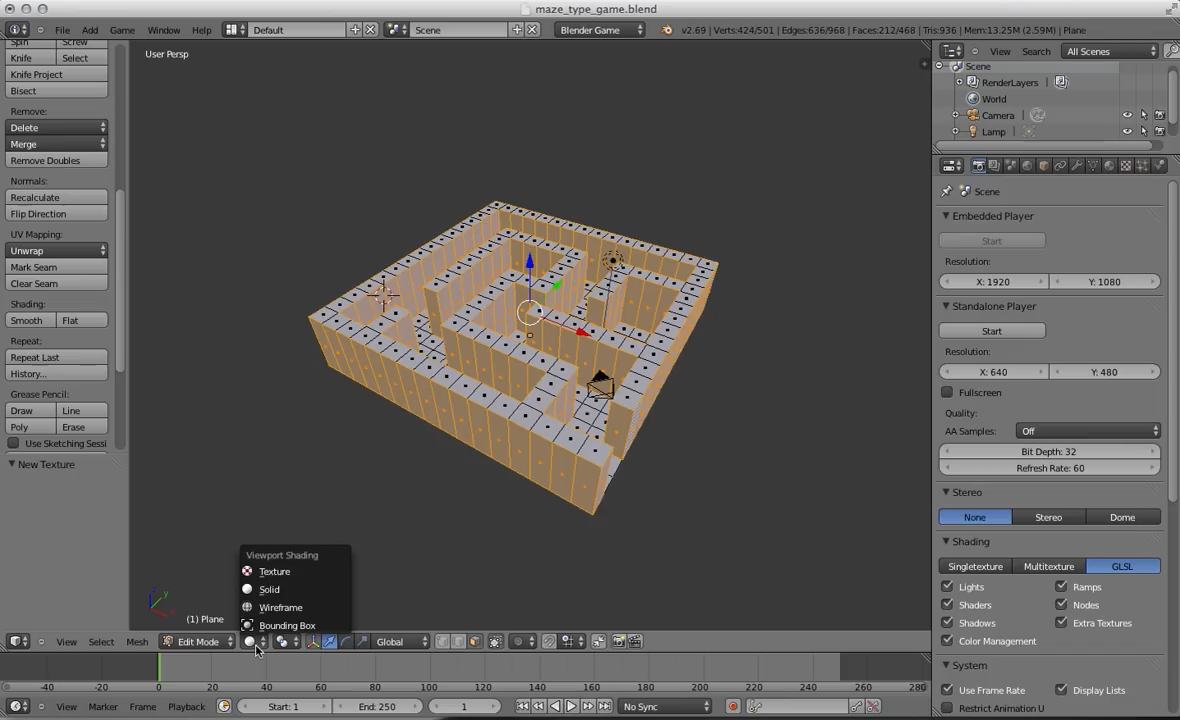 maze_type_game.blend
File Add Game Window Help Default Scene Blender Game v2.69 | Verts:424/501 | Edges:636/968 | Faces:212/468 | Tris:936 | Mem:13.25M (2.59M) | Plane
Spin Screw
Knife Select
Knife Project
Bisect
Remove:
Delete
Merge
Remove Doubles
Normals:
Recalculate
Flip Direction
UV Mapping:
Unwrap
Mark Seam
Clear Seam
Shading:
Smooth Flat
Repeat:
Repeat Last
History...
Grease Pencil:
Draw Line
Poly Erase
Use Sketching Sessi
New Texture
User Persp
z y
(1) Plane
Viewport Shading
Texture
Solid
Wireframe
Bounding Box
View Select Mesh Edit Mode Global
-40 -20 0 20 40 60 80 100 120 140 160 180 200 220 240 260 280
View Marker Frame Playback Start: 1 End: 250 1 No Sync
View Search All Scenes
Scene
RenderLayers
World
Camera
Lamp
Scene
Embedded Player
Start
Resolution:
X: 1920 Y: 1080
Standalone Player
Start
Resolution:
X: 640 Y: 480
Fullscreen
Quality:
AA Samples: Off
Bit Depth: 32
Refresh Rate: 60
Stereo
None Stereo Dome
Shading
Singletexture Multitexture GLSL
Lights Ramps
Shaders Nodes
Shadows Extra Textures
Color Management
System
Use Frame Rate Display Lists
Restrict Animation U